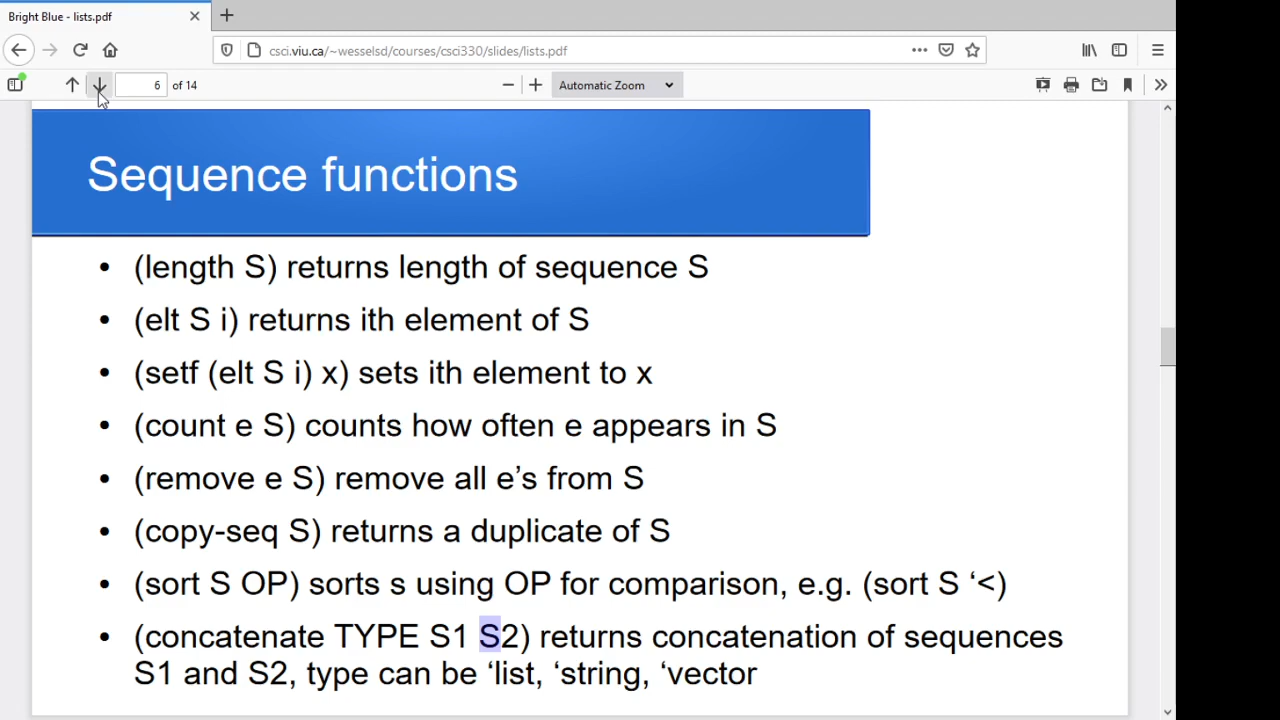 Bright Blue - lists.pdf
csci.viu.ca/~wesselsd/courses/csci330/slides/lists.pdf
6 of 14
Automatic Zoom
Sequence functions
• (length S) returns length of sequence S
• (elt S i) returns ith element of S
• (setf (elt S i) x) sets ith element to x
• (count e S) counts how often e appears in S
• (remove e S) remove all e’s from S
• (copy-seq S) returns a duplicate of S
• (sort S OP) sorts s using OP for comparison, e.g. (sort S ‘<)
• (concatenate TYPE S1 S2) returns concatenation of sequences
S1 and S2, type can be ‘list, ‘string, ‘vector